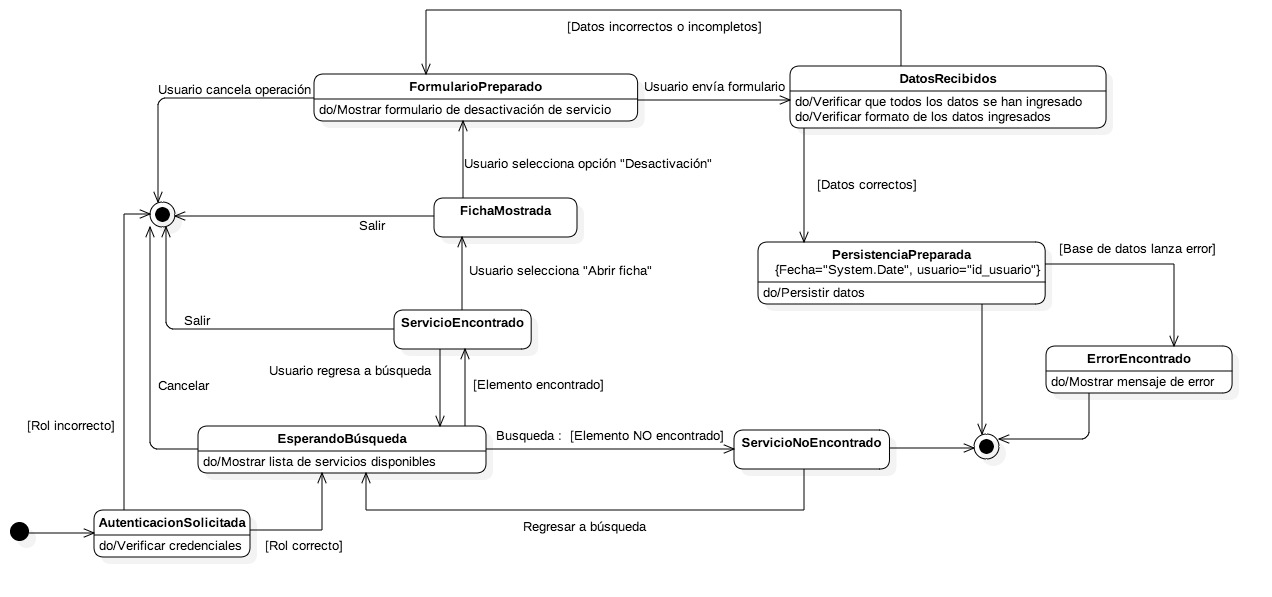 [Datos incorrectos o incompletos]
FormularioPreparado
do/Mostrar formulario de desactivación de servicio
Usuario cancela operación
Usuario envía formulario
DatosRecibidos
do/Verificar que todos los datos se han ingresado
do/Verificar formato de los datos ingresados
Usuario selecciona opción "Desactivación"
[Datos correctos]
FichaMostrada
Salir
[Base de datos lanza error]
PersistenciaPreparada
{Fecha="System.Date", usuario="id_usuario"}
do/Persistir datos
Usuario selecciona "Abrir ficha"
ServicioEncontrado
Salir
ErrorEncontrado
do/Mostrar mensaje de error
Usuario regresa a búsqueda
[Elemento encontrado]
Cancelar
[Rol incorrecto]
EsperandoBúsqueda
do/Mostrar lista de servicios disponibles
Busqueda : [Elemento NO encontrado]
ServicioNoEncontrado
Regresar a búsqueda
AutenticacionSolicitada
do/Verificar credenciales
[Rol correcto]